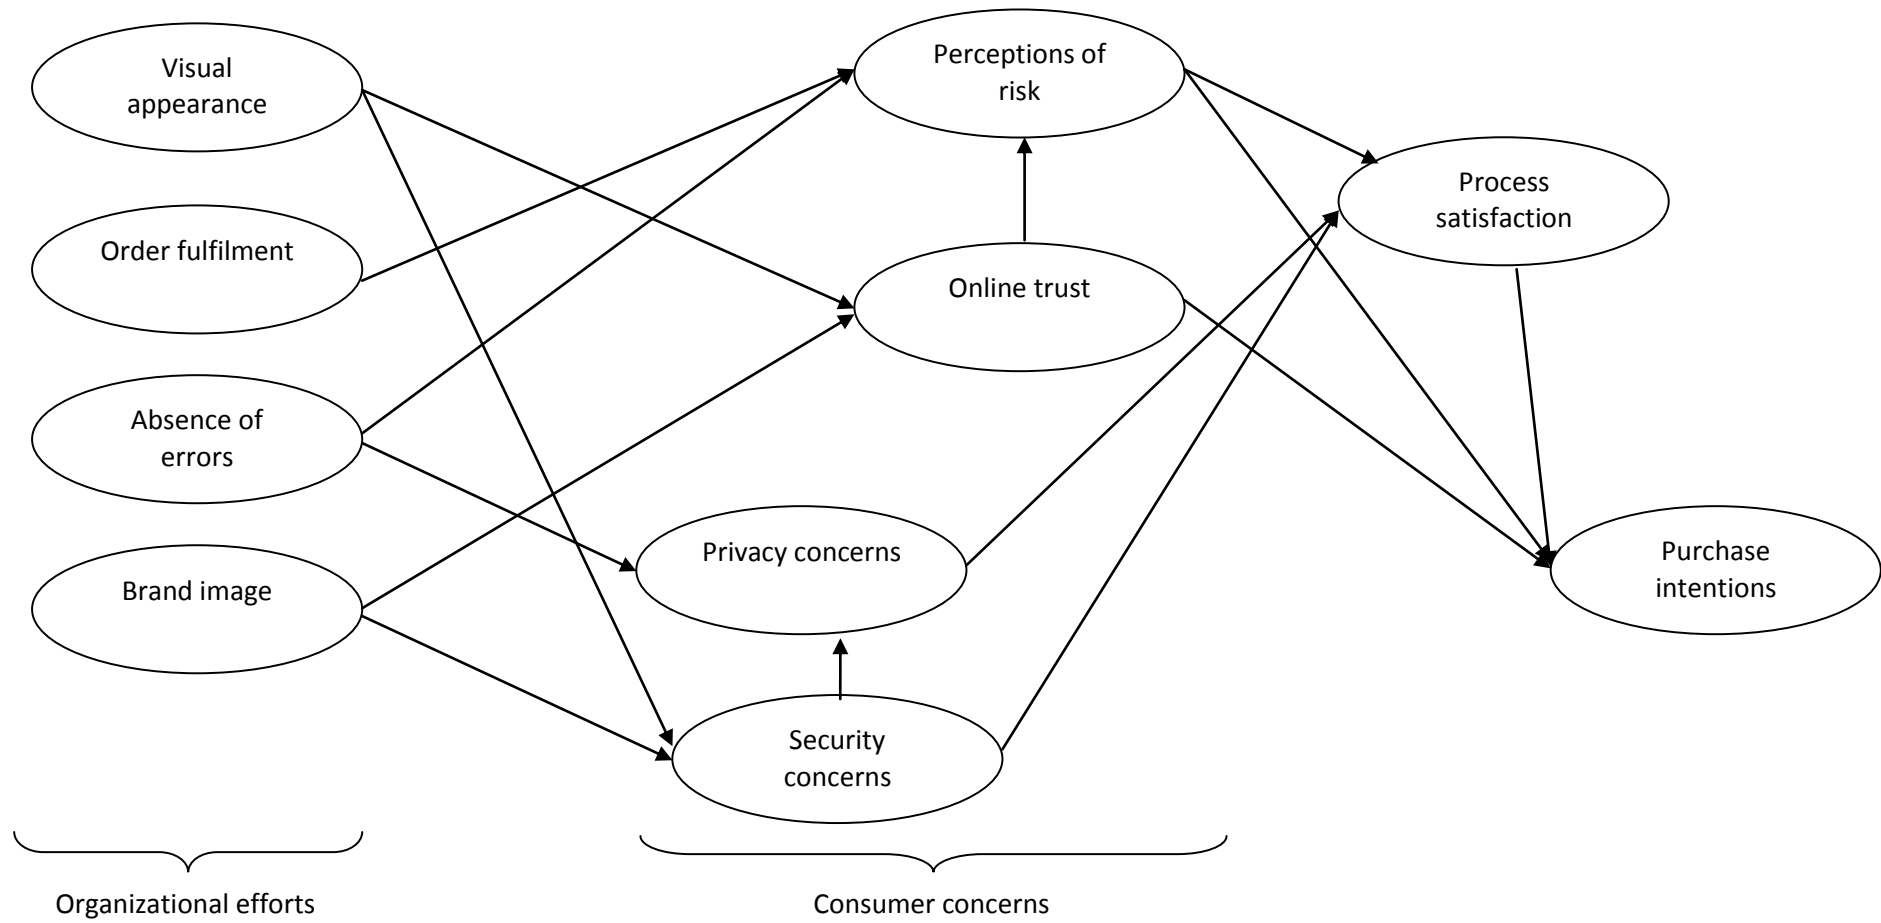 Visual
appearance
Order fulfilment
Absence of
errors
Brand image
Perceptions of
risk
Online trust
Privacy concerns
Security
concerns
Process
satisfaction
Purchase
intentions
Organizational efforts
Consumer concerns